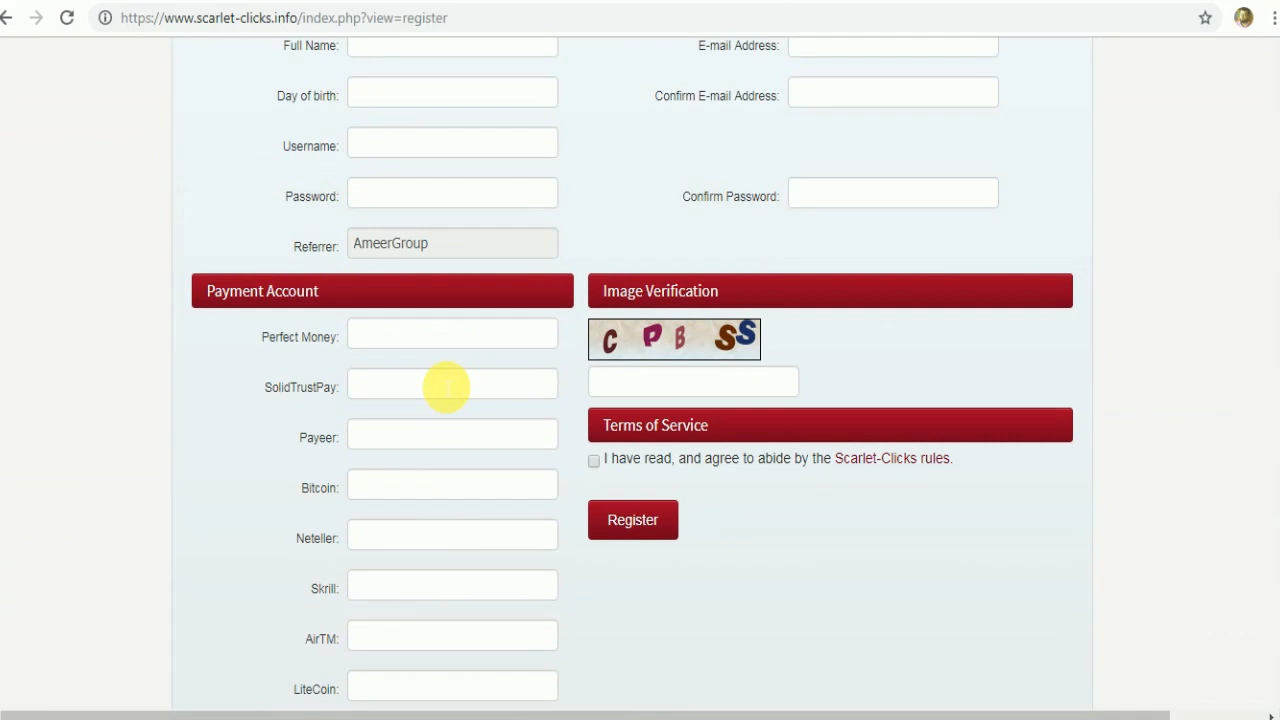 https://www.scarlet-clicks.info/index.php?view=register
Full Name:
E-mail Address:
Day of birth:
Confirm E-mail Address:
Username:
Password:
Confirm Password:
Referrer: AmeerGroup
Payment Account
Image Verification
Perfect Money:
C P B S S
SolidTrustPay:
Terms of Service
Payeer:
I have read, and agree to abide by the Scarlet-Clicks rules.
Bitcoin:
Register
Neteller:
Skrill:
AirTM:
LiteCoin: